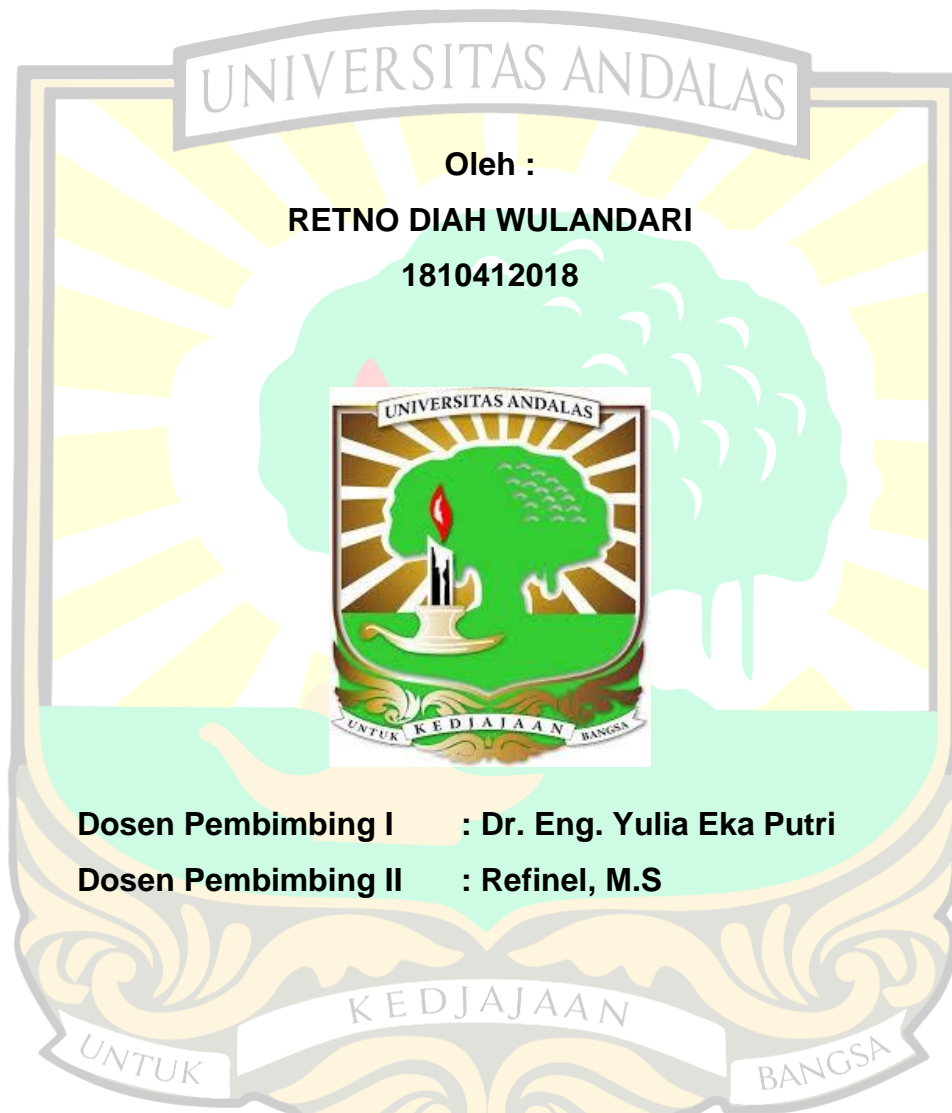 UNIVERSITAS ANDALAS
Oleh :
RETNO DIAH WULANDARI
1810412018
UNIVERSITAS ANDALAS
UNTUK KEDJAJAAN BANGSA
Dosen Pembimbing I : Dr. Eng. Yulia Eka Putri
Dosen Pembimbing II : Refinel, M.S
UNTUK KEDJAJAAN BANGSA